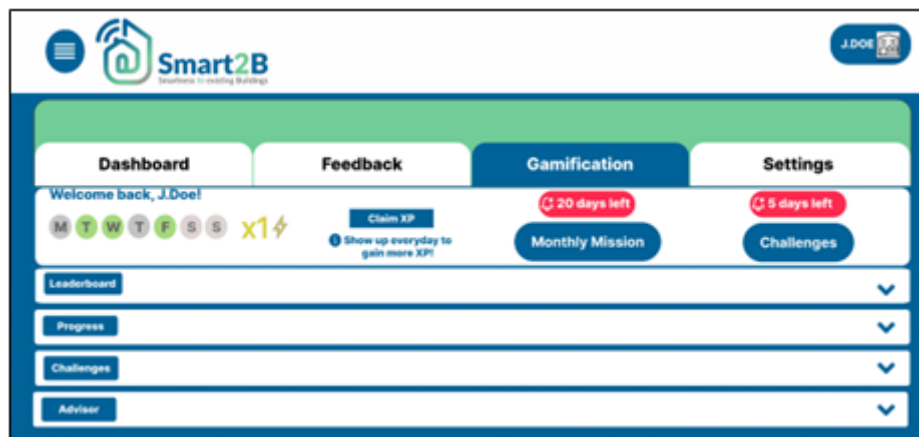 J.DOE
Smart2B
Smartness to existing Buildings
Dashboard
Feedback
Gamification
Settings
Welcome back, J.Doe!
M T W T F S S x1
Claim XP
Show up everyday to
gain more XP!
20 days left
Monthly Mission
5 days left
Challenges
Leaderboard
Progress
Challenges
Advisor